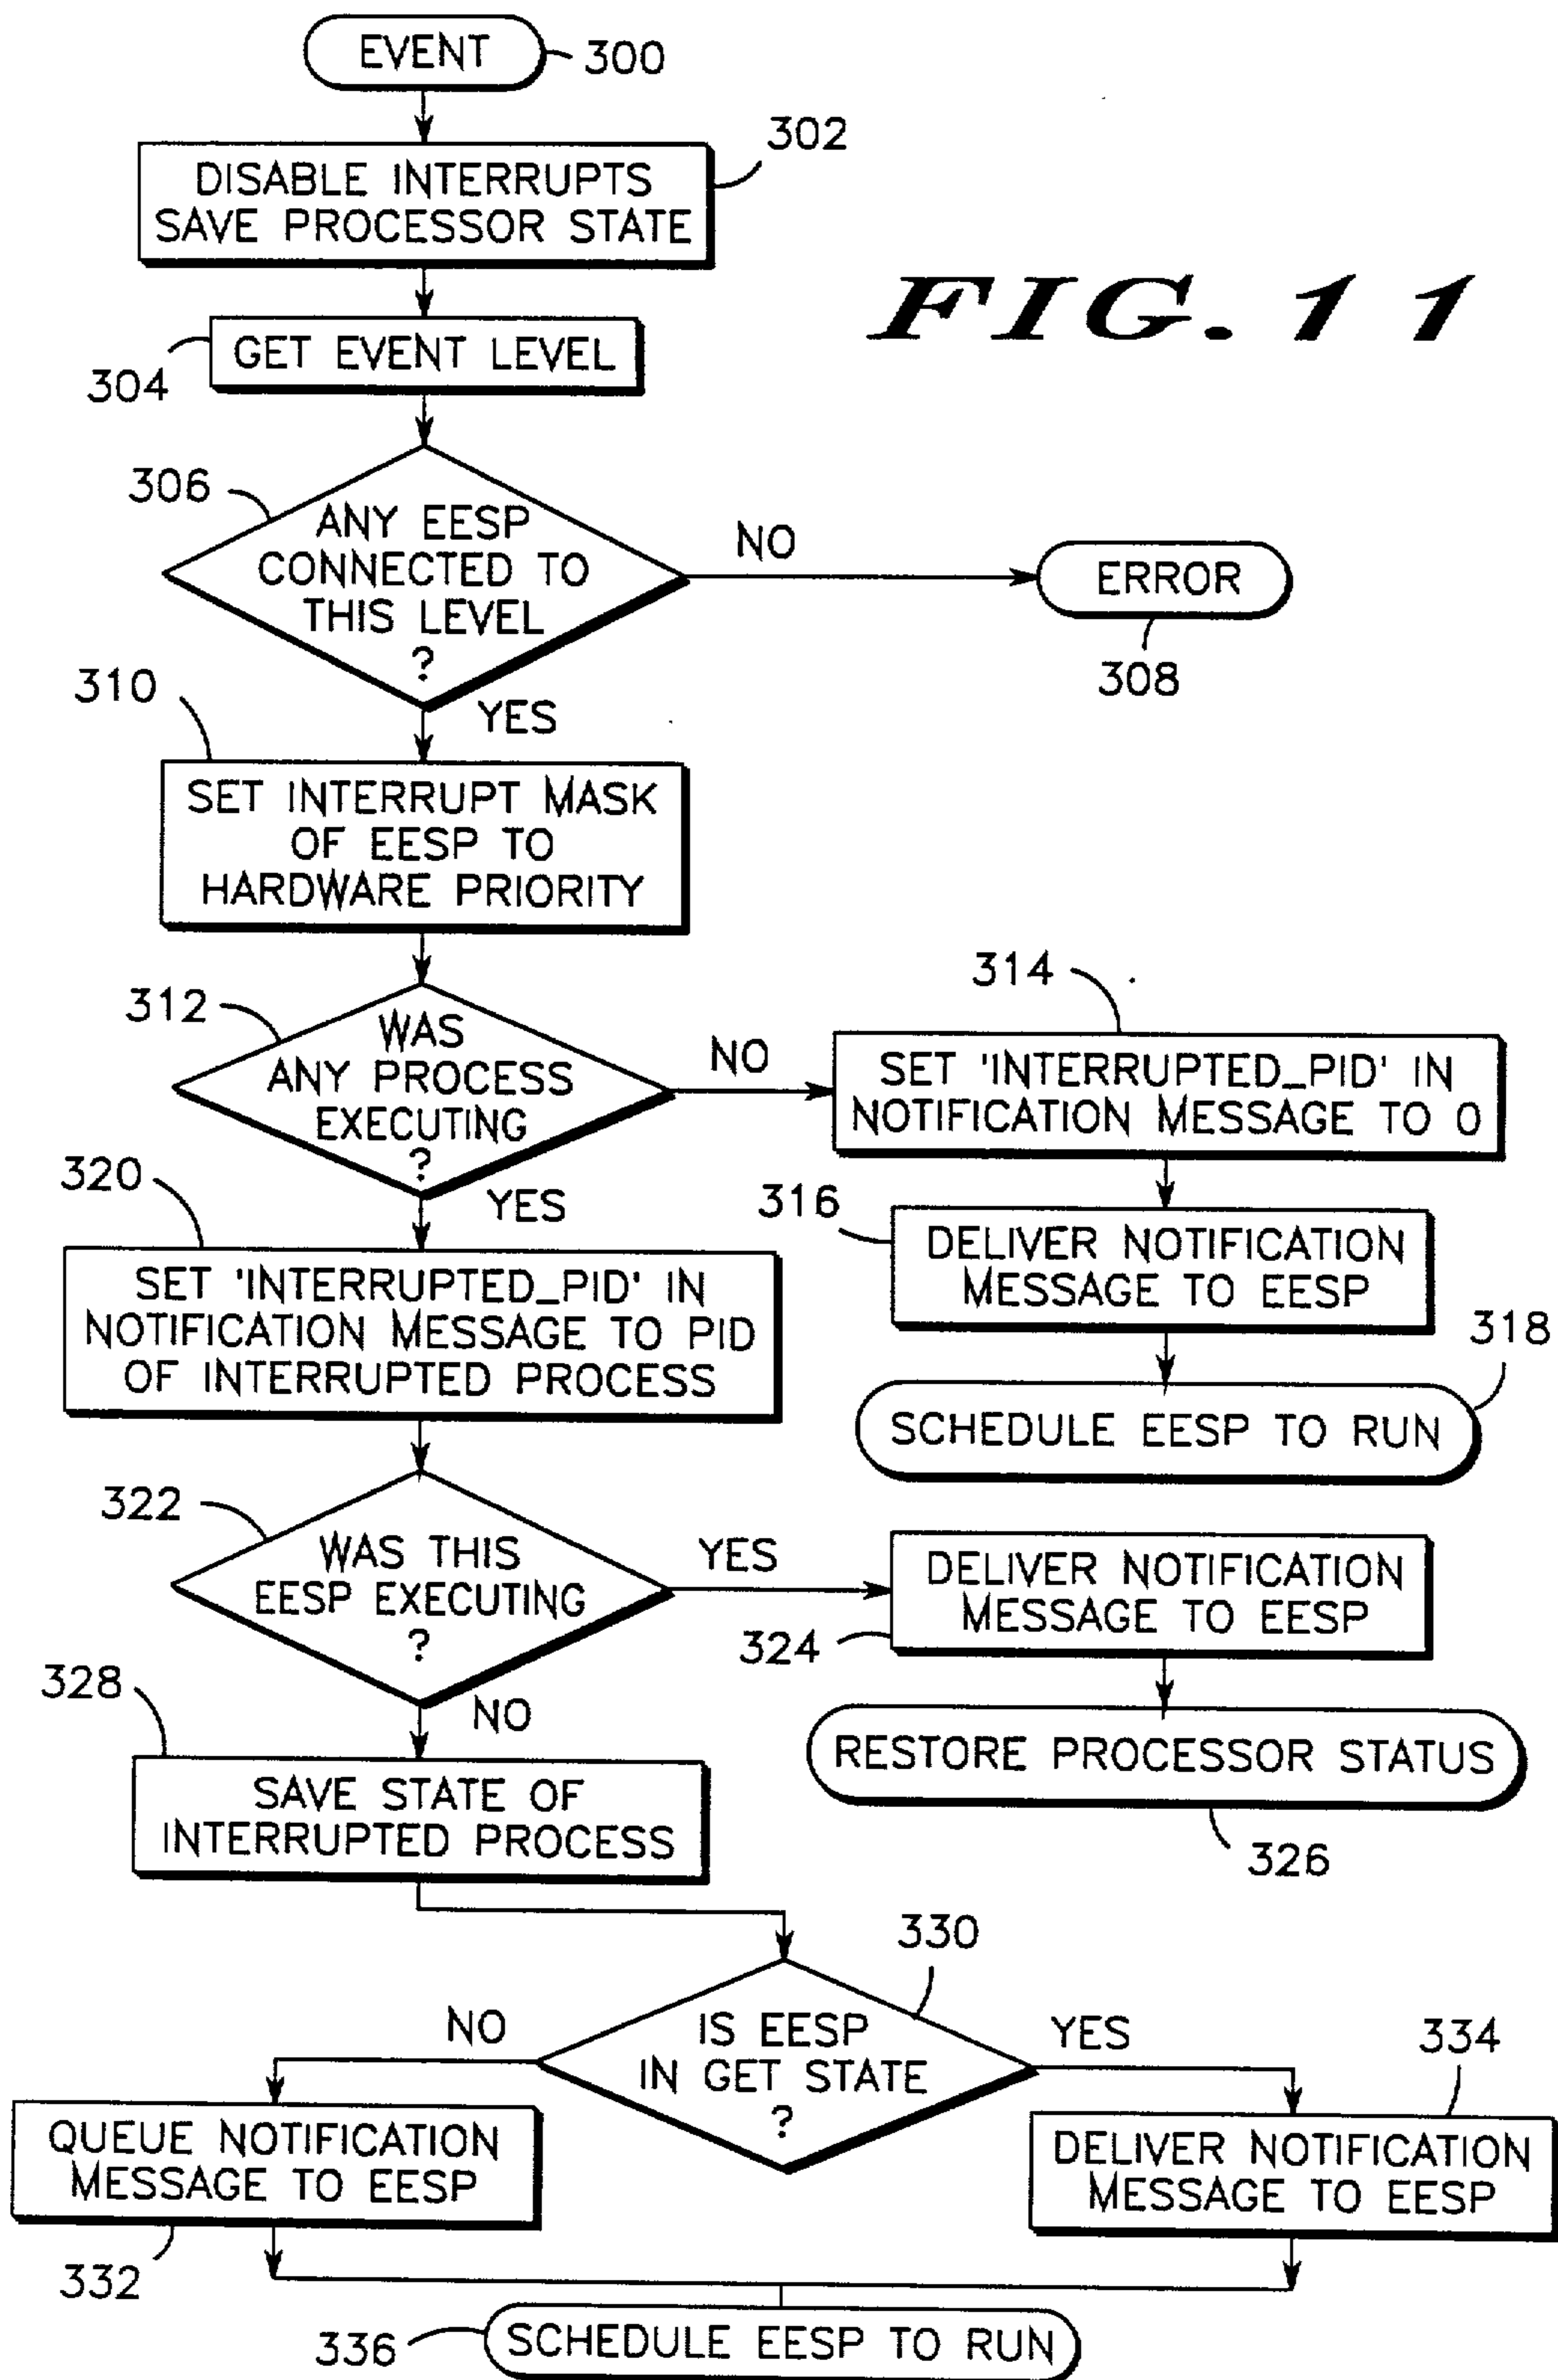 EVENT
300
302
DISABLE INTERRUPTS
SAVE PROCESSOR STATE
FIG. 11
GET EVENT LEVEL
304
306
ANY EESP
CONNECTED TO
THIS LEVEL
?
NO
ERROR
308
310
YES
SET INTERRUPT MASK
OF EESP TO
HARDWARE PRIORITY
314
312
WAS
ANY PROCESS
EXECUTING
?
NO
SET 'INTERRUPTED_PID' IN
NOTIFICATION MESSAGE TO 0
320
YES
316
DELIVER NOTIFICATION
MESSAGE TO EESP
SET 'INTERRUPTED_PID' IN
NOTIFICATION MESSAGE TO PID
OF INTERRUPTED PROCESS
318
SCHEDULE EESP TO RUN
322
WAS THIS
EESP EXECUTING
?
YES
DELIVER NOTIFICATION
MESSAGE TO EESP
324
328
NO
RESTORE PROCESSOR STATUS
326
SAVE STATE OF
INTERRUPTED PROCESS
330
IS EESP
IN GET STATE
?
NO
YES
334
QUEUE NOTIFICATION
MESSAGE TO EESP
332
DELIVER NOTIFICATION
MESSAGE TO EESP
336
SCHEDULE EESP TO RUN